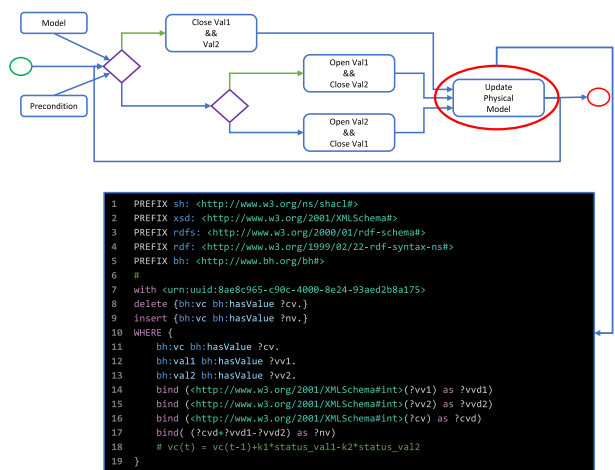 Model
Precondition
Close Val1
&&
Val2
Open Val1
&&
Close Val2
Open Val2
&&
Close Val1
Update
Physical
Model
1 PREFIX sh: <http://www.w3.org/ns/shacl#>
2 PREFIX xsd: <http://www.w3.org/2001/XMLSchema#>
3 PREFIX rdfs: <http://www.w3.org/2000/01/rdf-schema#>
4 PREFIX rdf: <http://www.w3.org/1999/02/22-rdf-syntax-ns#>
5 PREFIX bh: <http://www.bh.org/bh#>
6 #
7 with <urn:uuid:8ae8c965-c90c-4000-8e24-93aed2b8a175>
8 delete {bh:vc bh:hasValue ?cv.}
9 insert {bh:vc bh:hasValue ?nv.}
10 WHERE {
11 bh:vc bh:hasValue ?cv.
12 bh:val1 bh:hasValue ?vv1.
13 bh:val2 bh:hasValue ?vv2.
14 bind (<http://www.w3.org/2001/XMLSchema#int>(?vv1) as ?vvd1)
15 bind (<http://www.w3.org/2001/XMLSchema#int>(?vv2) as ?vvd2)
16 bind (<http://www.w3.org/2001/XMLSchema#int>(?cv) as ?cvd)
17 bind( (?cvd+?vvd1-?vvd2) as ?nv)
18 # vc(t) = vc(t-1)+k1*status_val1-k2*status_val2
19 }